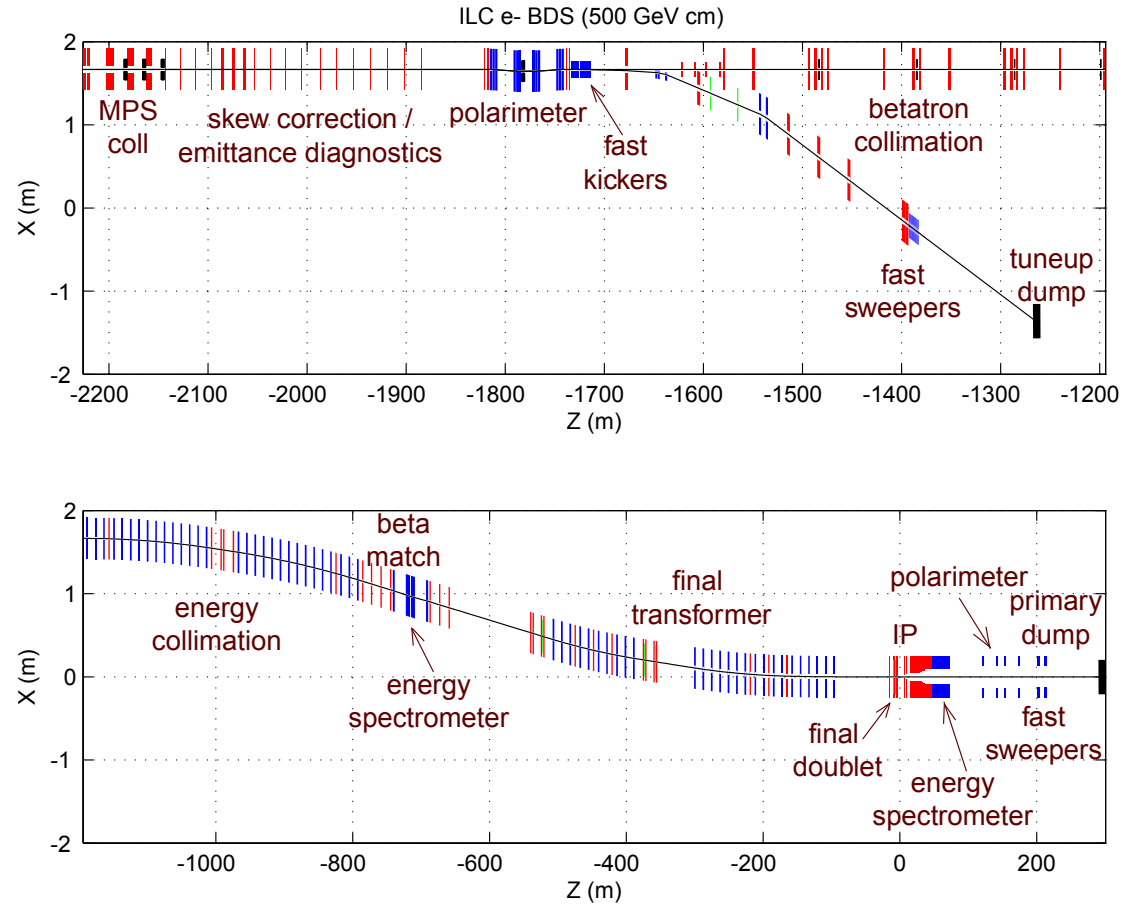 ILC e- BDS (500 GeV cm)
2
1
0
-1
-2
X (m)
MPS
coll
skew correction /
emittance diagnostics
polarimeter
fast
kickers
betatron
collimation
fast
sweepers
tuneup
dump
-2200
-2100
-2000
-1900
-1800
-1700
-1600
-1500
-1400
-1300
-1200
Z (m)
2
1
0
-1
-2
X (m)
energy
collimation
beta
match
energy
spectrometer
final
transformer
IP
polarimeter
primary
dump
final
doublet
energy
spectrometer
fast
sweepers
-1000
-800
-600
-400
-200
0
200
Z (m)